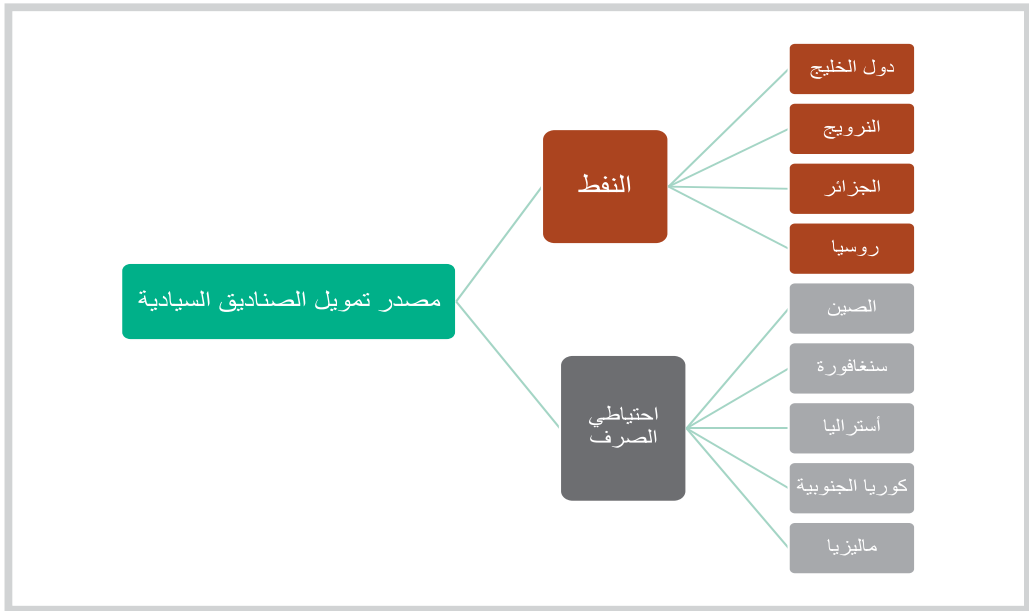 مصدر تمويل الصناديق السيادية
النفط
دول الخليج
النرويج
الجزائر
روسيا
احتياطي
الصرف
الصين
سنغافورة
أستراليا
كوريا الجنوبية
ماليزيا